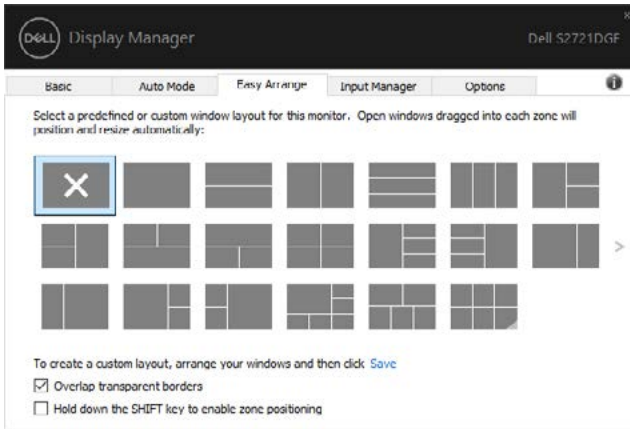 DELL Display Manager
Dell S2721DGF
Basic Auto Mode Easy Arrange Input Manager Options
Select a predefined or custom window layout for this monitor. Open windows dragged into each zone will
position and resize automatically:
To create a custom layout, arrange your windows and then click Save
Overlap transparent borders
Hold down the SHIFT key to enable zone positioning